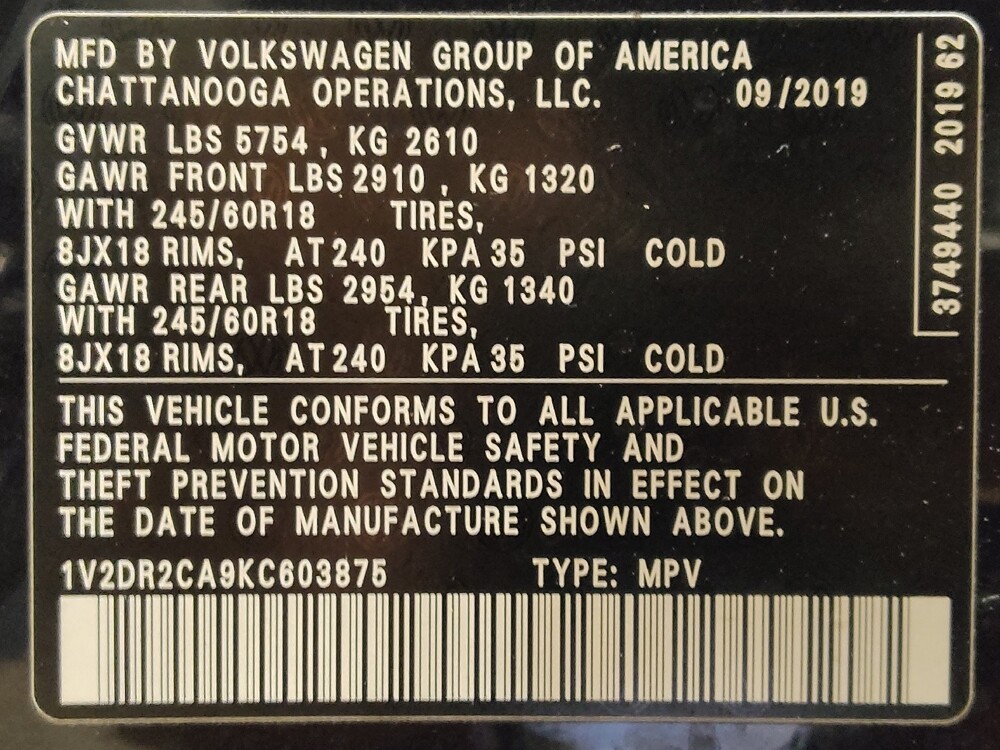 MFD BY VOLKSWAGEN GROUP OF AMERICA
CHATTANOOGA OPERATIONS, LLC. 09/2019
GVWR LBS 5754, KG 2610
GAWR FRONT LBS 2910, KG 1320
WITH 245/60R18 TIRES,
8JX18 RIMS, AT 240 KPA 35 PSI COLD
GAWR REAR LBS 2954, KG 1340
WITH 245/60R18 TIRES,
8JX18 RIMS, AT 240 KPA 35 PSI COLD
3749440 2019 62
THIS VEHICLE CONFORMS TO ALL APPLICABLE U.S.
FEDERAL MOTOR VEHICLE SAFETY AND
THEFT PREVENTION STANDARDS IN EFFECT ON
THE DATE OF MANUFACTURE SHOWN ABOVE.
1V2DR2CA9KC603875 TYPE: MPV